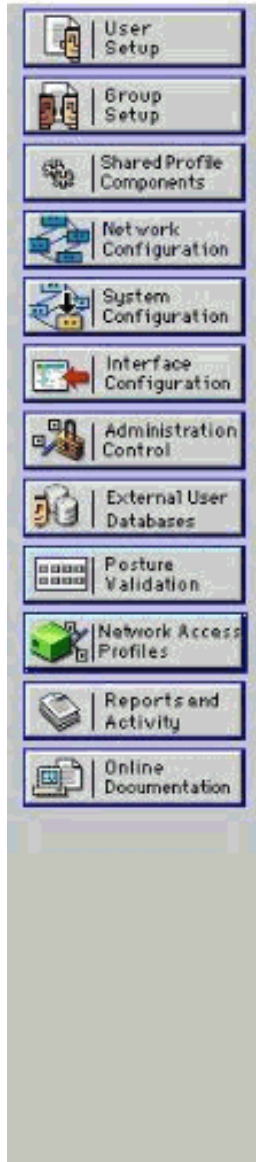 User
Setup
Group
Setup
Shared Profile
Components
Network
Configuration
System
Configuration
Interface
Configuration
Administration
Control
External User
Databases
Posture
Validation
Network Access
Profiles
Reports and
Activity
Online
Documentation